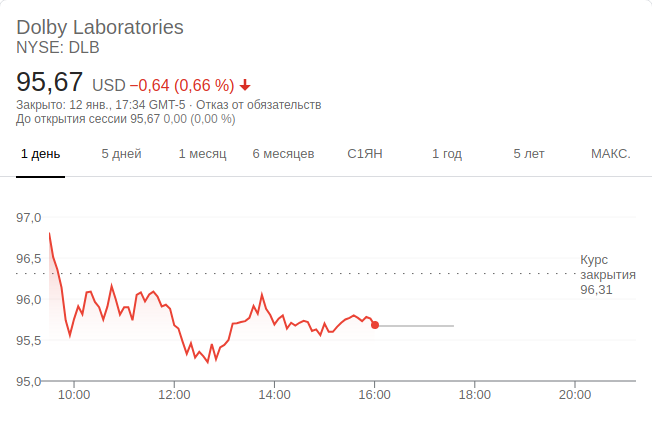 Dolby Laboratories
NYSE: DLB
95,67 USD −0,64 (0,66 %)
Закрыто: 12 янв., 17:34 GMT-5 · Отказ от обязательств
До открытия сессии 95,67 0,00 (0,00 %)
1 день 5 дней 1 месяц 6 месяцев С1ЯН 1 год 5 лет МАКС.
97,0
96,5
Курс
закрытия
96,31
96,0
95,5
95,0
10:00 12:00 14:00 16:00 18:00 20:00